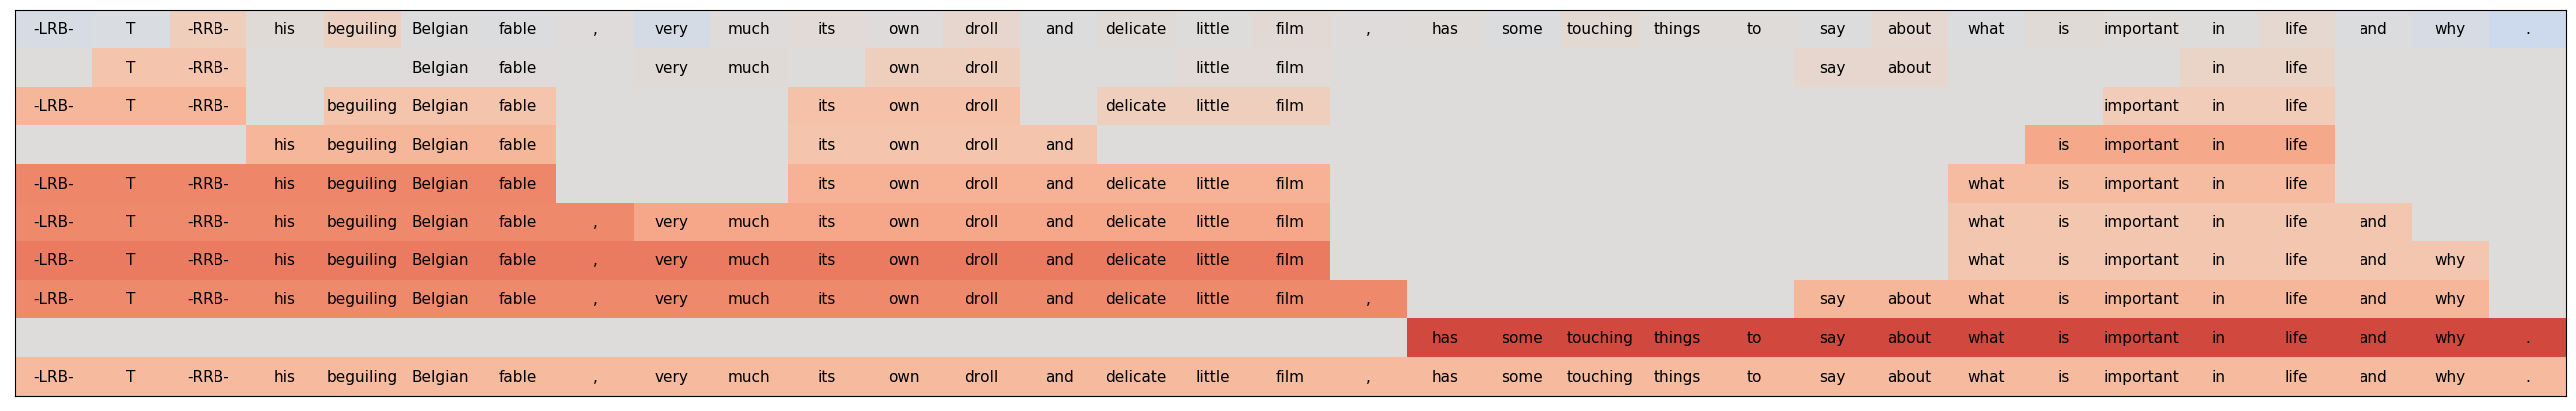 -LRB- T -RRB- his beguiling Belgian fable , very much its own droll and delicate little film , has some touching things to say about what is important in life and why .
T -RRB- Belgian fable very much own droll little film say about in life
-LRB- T -RRB- beguiling Belgian fable its own droll delicate little film important in life
his beguiling Belgian fable its own droll and is important in life
-LRB- T -RRB- his beguiling Belgian fable its own droll and delicate little film what is important in life
-LRB- T -RRB- his beguiling Belgian fable , very much its own droll and delicate little film what is important in life and
-LRB- T -RRB- his beguiling Belgian fable , very much its own droll and delicate little film what is important in life and why
-LRB- T -RRB- his beguiling Belgian fable , very much its own droll and delicate little film , say about what is important in life and why
has some touching things to say about what is important in life and why .
-LRB- T -RRB- his beguiling Belgian fable , very much its own droll and delicate little film , has some touching things to say about what is important in life and why .